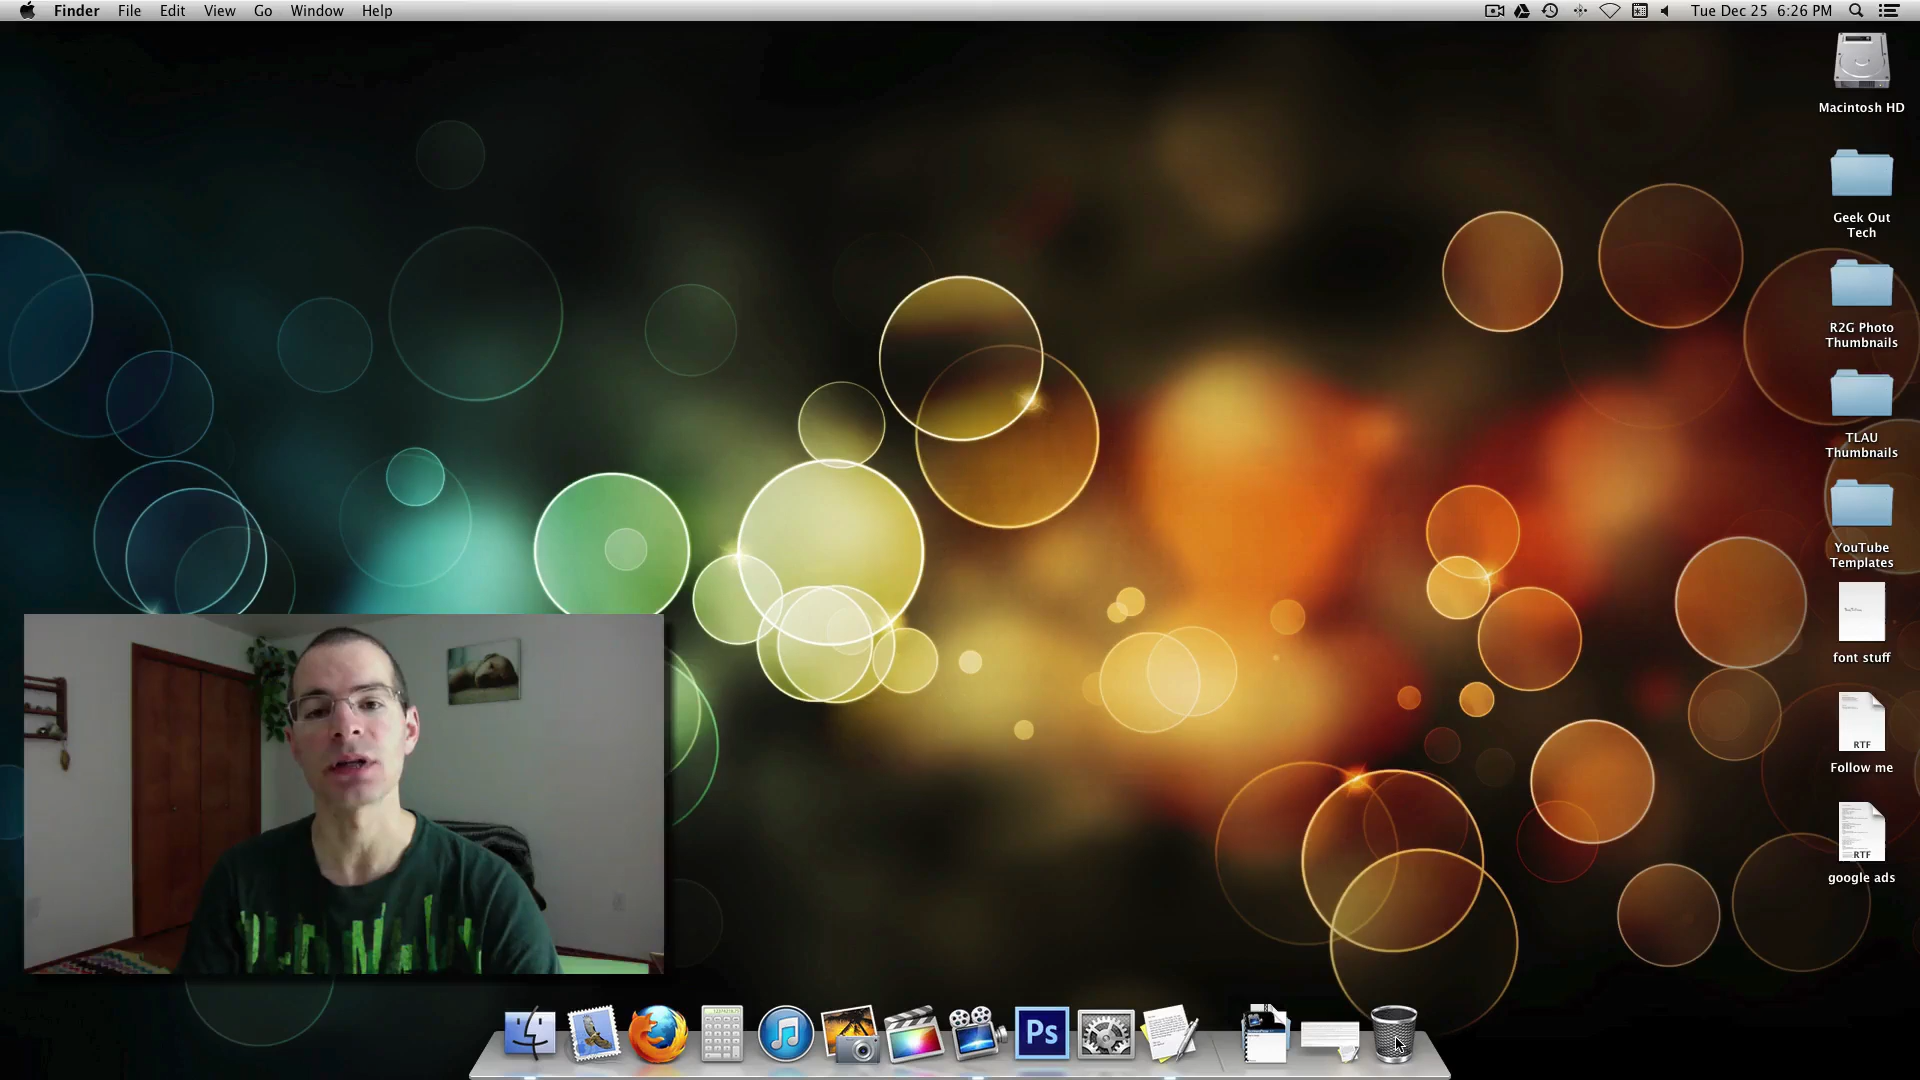 Finder File Edit View Go Window Help
Tue Dec 25 6:26 PM
Macintosh HD
Geek Out
Tech
R2G Photo
Thumbnails
TLAU
Thumbnails
YouTube
Templates
font stuff
RTF
Follow me
RTF
google ads
Ps